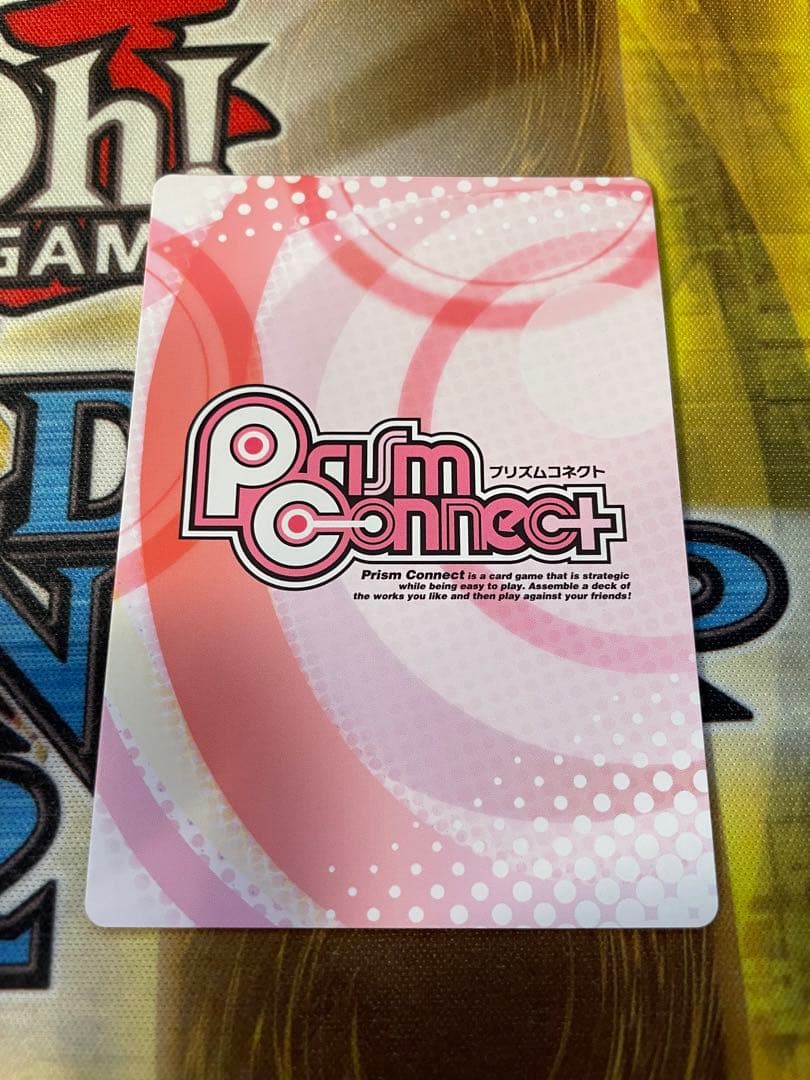 Oh!
GAM
Prism
プリズムコネクト
Connect
Prism Connect is a card game that is strategic
while being easy to play. Assemble a deck of
the works you like and then play against your friends!